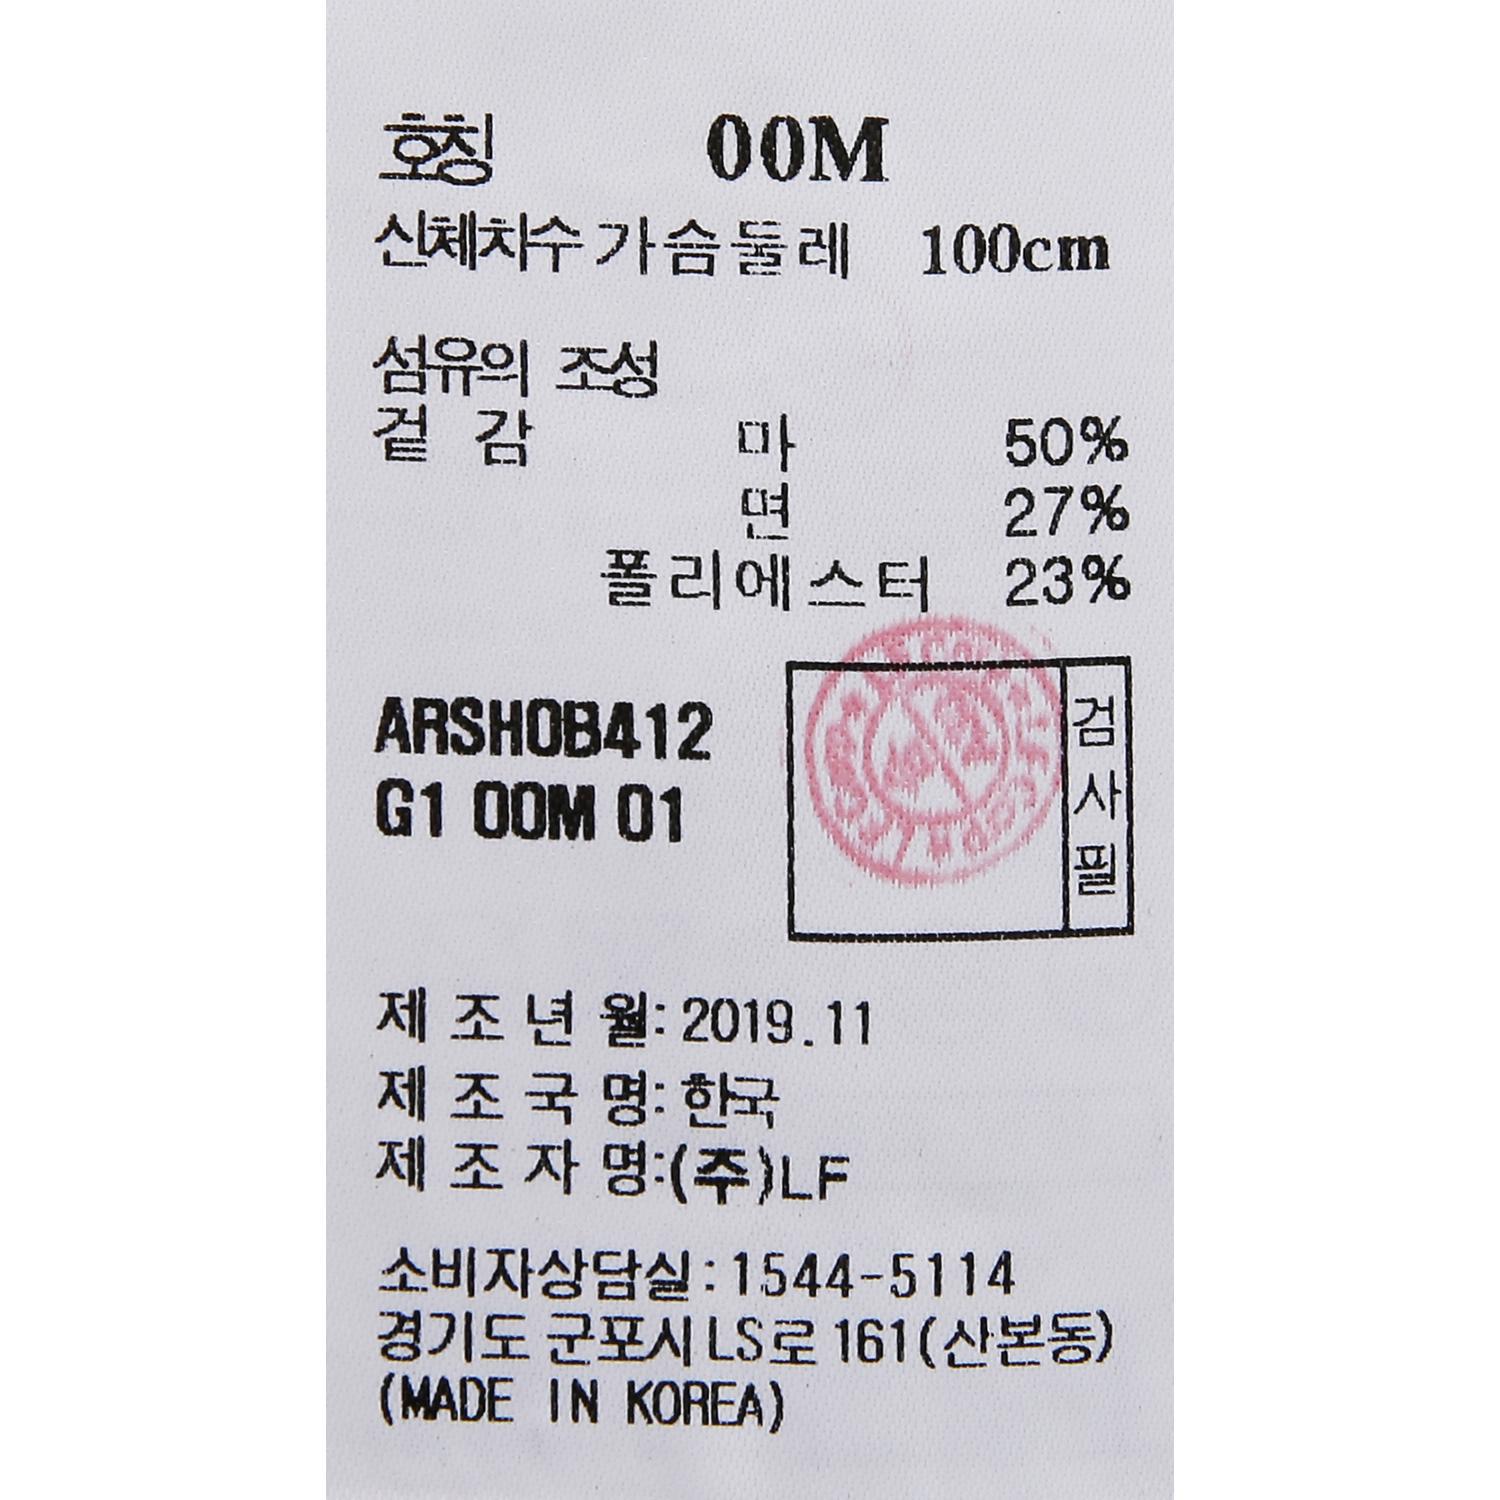 호칭 00M
신체치수 가슴둘레 100cm
섬유의 조성
겉 감 마 50%
면 27%
폴리에스터 23%
ARSH0B412
G1 00M 01
검사필
제 조 년 월: 2019.11
제 조 국 명: 한국
제 조 자 명:(주)LF
소비자상담실:1544-5114
경기도 군포시 LS로 161(산본동)
(MADE IN KOREA)